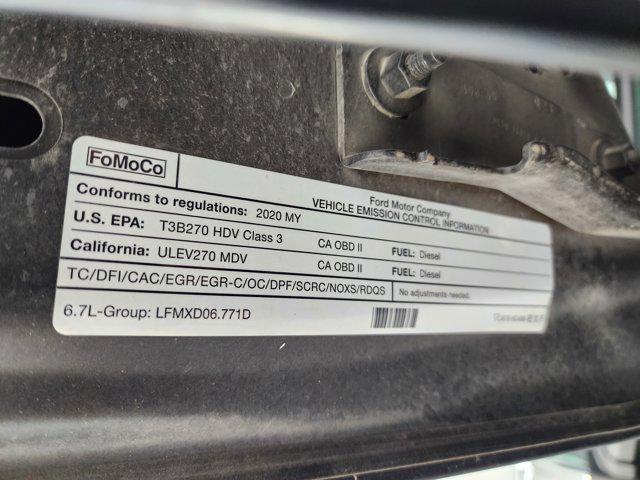 FoMoCo
Ford Motor Company
VEHICLE EMISSION CONTROL INFORMATION
Conforms to regulations: 2020 MY
U.S. EPA: T3B270 HDV Class 3 CA OBD II FUEL: Diesel
California: ULEV270 MDV CA OBD II FUEL: Diesel
TC/DFI/CAC/EGR/EGR-C/OC/DPF/SCRC/NOXS/RDQS No adjustments needed.
6.7L-Group: LFMXD06.771D